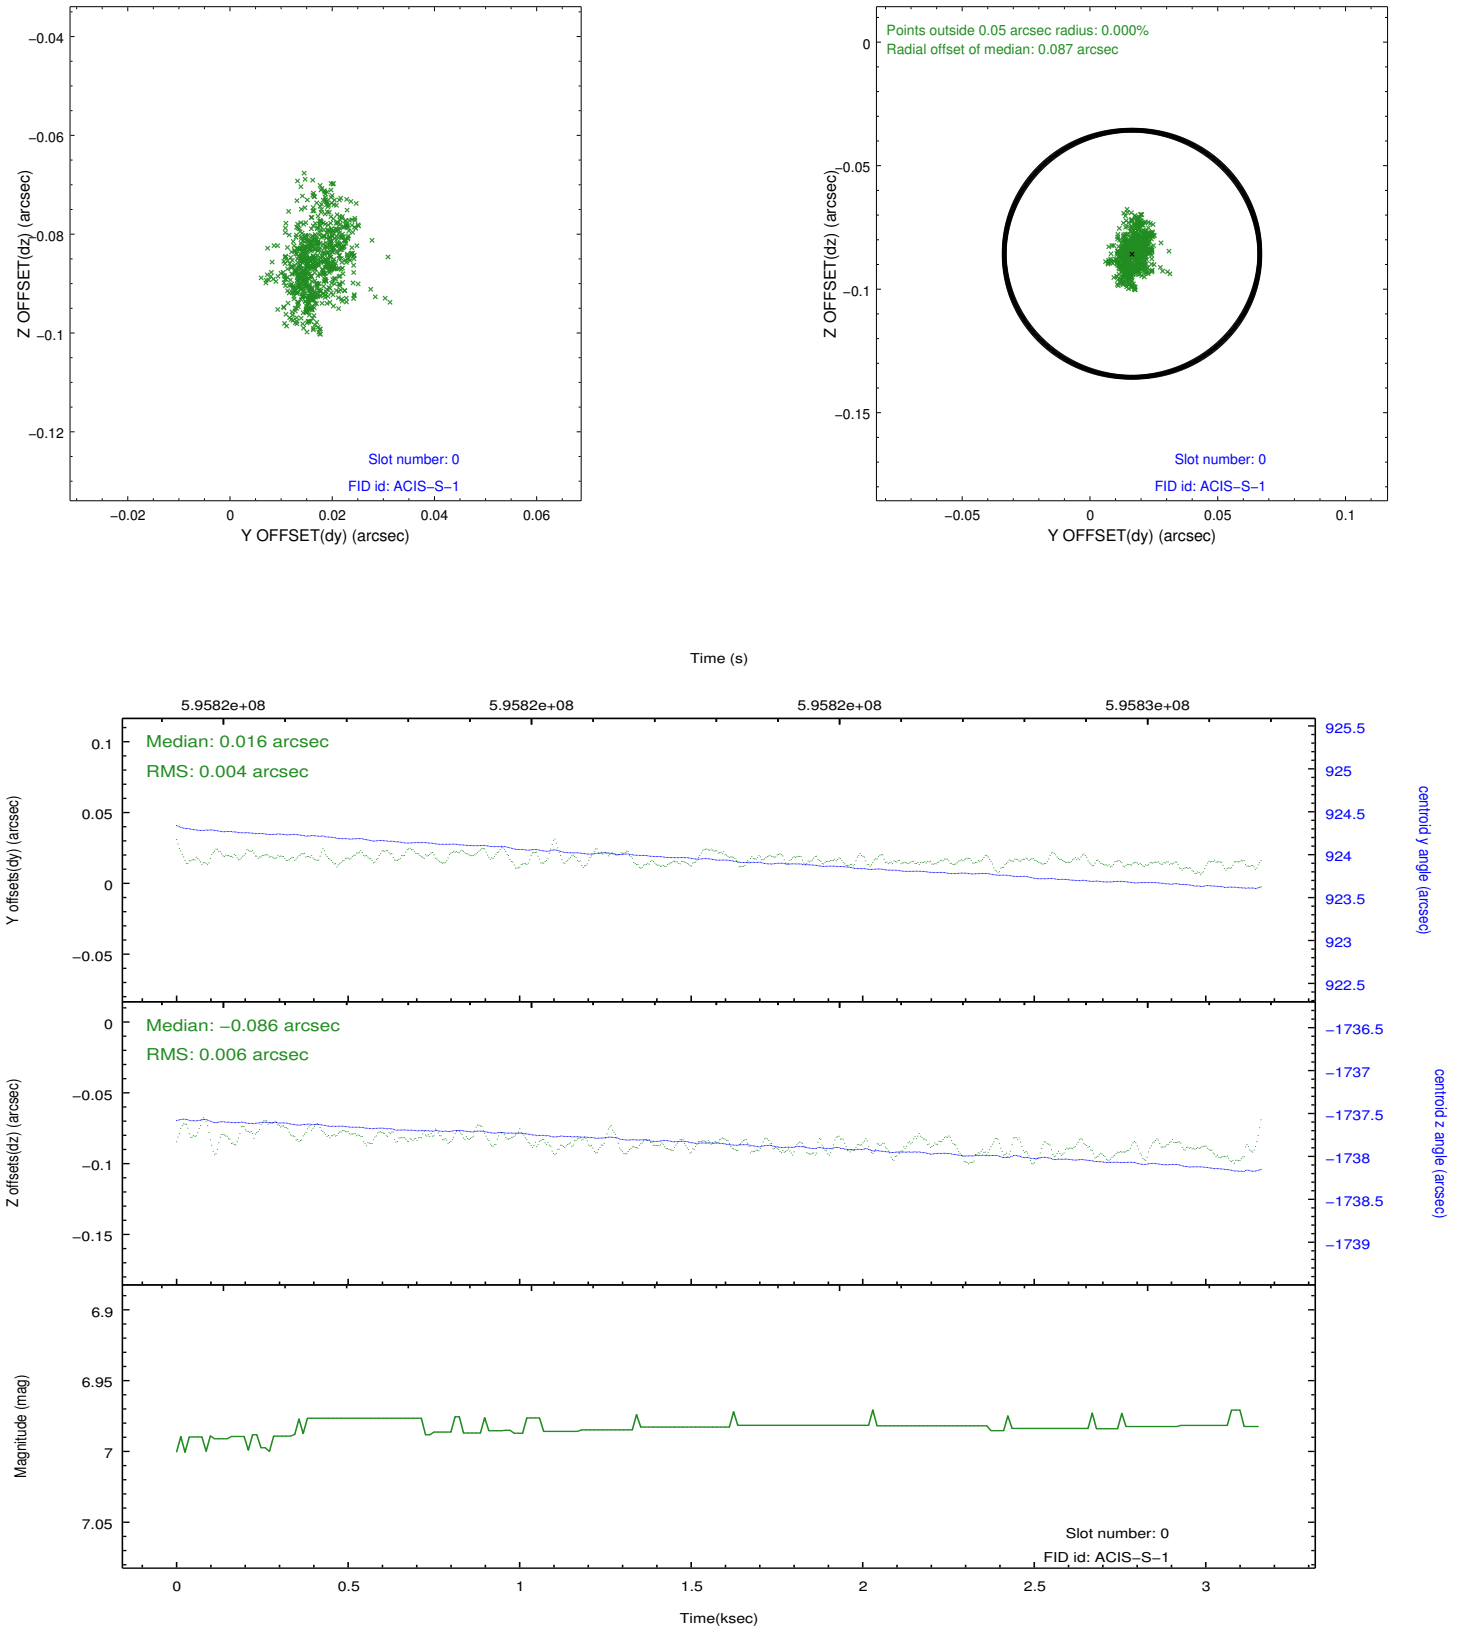 −0.04
−0.06
−0.08
−0.1
−0.12
Z OFFSET(dz) (arcsec)
Slot number: 0
FID id: ACIS−S−1
−0.02 0 0.02 0.04 0.06
Y OFFSET(dy) (arcsec)
Points outside 0.05 arcsec radius: 0.000%
Radial offset of median: 0.087 arcsec
0
−0.05
−0.1
−0.15
Z OFFSET(dz) (arcsec)
Slot number: 0
FID id: ACIS−S−1
−0.05 0 0.05 0.1
Y OFFSET(dy) (arcsec)
Time (s)
5.9582e+08 5.9582e+08 5.9582e+08 5.9583e+08
Median: 0.016 arcsec
RMS: 0.004 arcsec
0.1
0.05
0
−0.05
Y offsets(dy) (arcsec)
925.5
925
924.5
924
923.5
923
922.5
centroid y angle (arcsec)
Median: −0.086 arcsec
RMS: 0.006 arcsec
0
−0.05
−0.1
−0.15
Z offsets(dz) (arcsec)
−1736.5
−1737
−1737.5
−1738
−1738.5
−1739
centroid z angle (arcsec)
6.9
6.95
7
7.05
Magnitude (mag)
Slot number: 0
FID id: ACIS−S−1
0 0.5 1 1.5 2 2.5 3
Time(ksec)